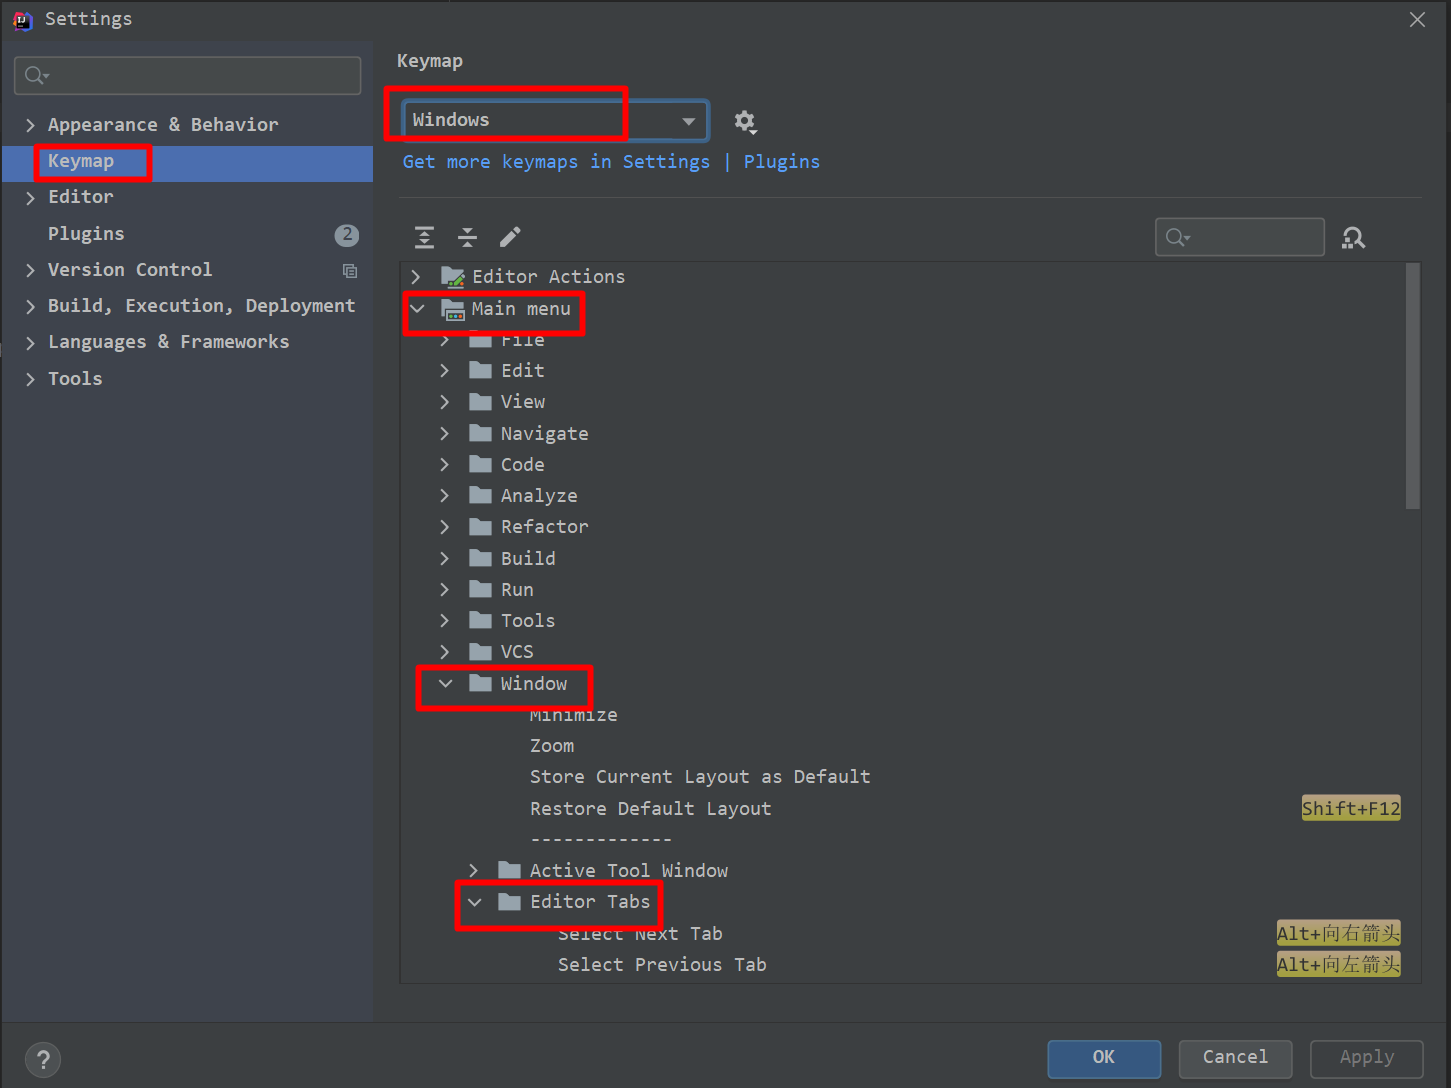 Settings
Appearance & Behavior
Keymap
Editor
Plugins
2
Version Control
Build, Execution, Deployment
Languages & Frameworks
Tools
Keymap
Windows
Get more keymaps in Settings | Plugins
Editor Actions
Main menu
File
Edit
View
Navigate
Code
Analyze
Refactor
Build
Run
Tools
VCS
Window
Minimize
Zoom
Store Current Layout as Default
Restore Default Layout Shift+F12
-------------
Active Tool Window
Editor Tabs
Select Next Tab Alt+向右箭头
Select Previous Tab Alt+向左箭头
? OK Cancel Apply